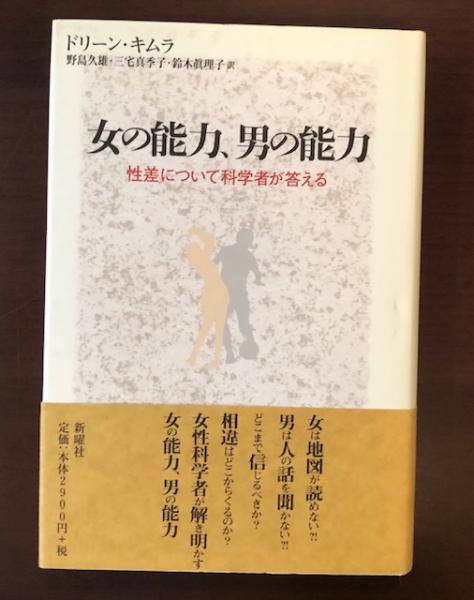 ドリーン・キムラ
野島久雄・三宅真季子・鈴木眞理子 訳
女の能力、男の能力
性差について科学者が答える
女は地図が読めない?!
男は人の話を聞かない?!
どこまで信じるべきか?
相違はどこからくるのか?
女性科学者が解き明かす
女の能力、男の能力
新曜社
定価：本体2900円+税